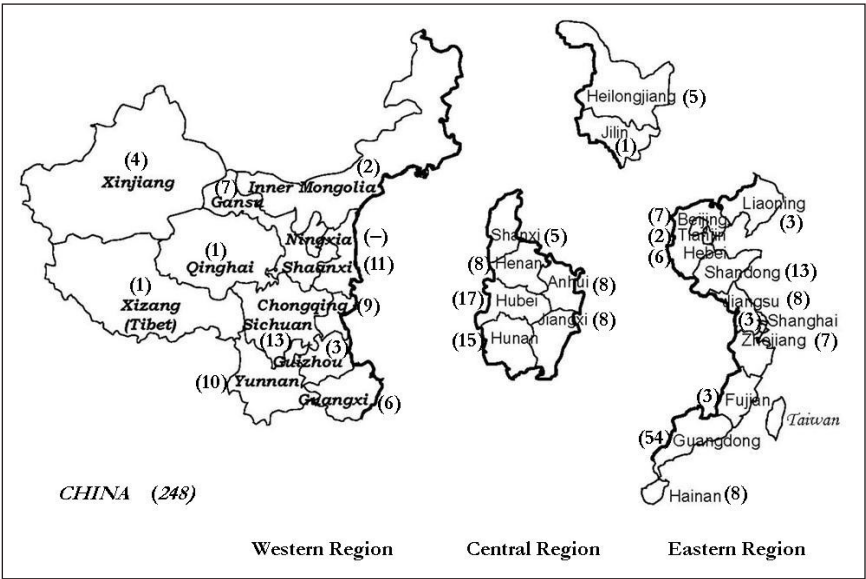 Heilongjiang (5)
Jilin
(1)
(4)
Xinjiang
(2)
(7) Inner Mongolia
Gansu
Liaoning
(3)
(7) Beijing
(2) Tianjin
Hebei
(6)
Shandong (13)
Jiangsu (8)
(3) Shanghai
Zhejiang (7)
Shanxi (5)
(8) Henan
Anhui (8)
(17) Hubei
Jiangxi (8)
(15) Hunan
Ningxia (–)
(1)
Qinghai
Shaanxi (11)
(1)
Xizang
(Tibet)
Chongqing (9)
Sichuan
(13)
(3)
Guizhou
(10) Yunnan
Guangxi (6)
(3) Fujian
Taiwan
(54) Guangdong
Hainan (8)
CHINA (248)
Western Region Central Region Eastern Region